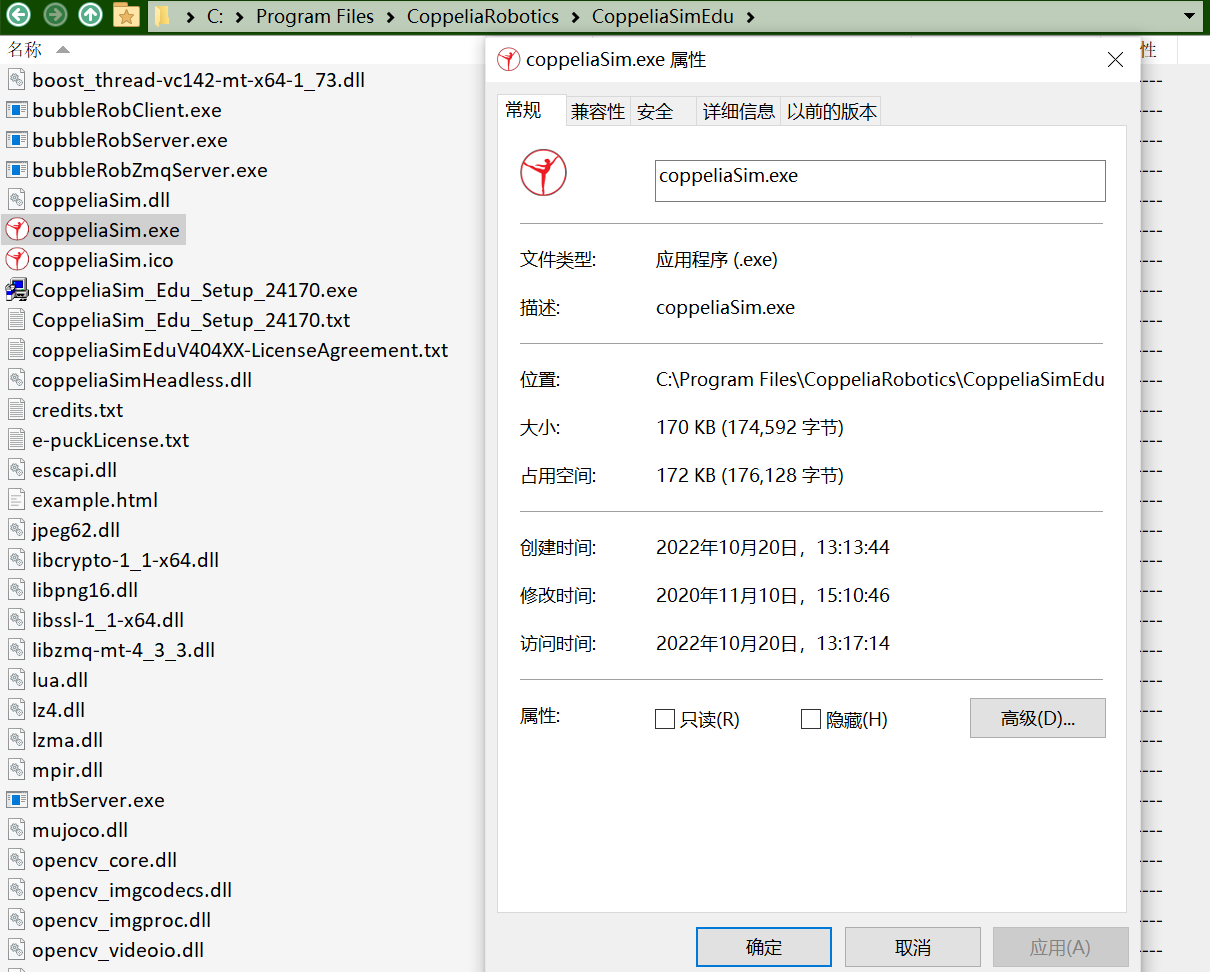 C: Program Files CoppeliaRobotics CoppeliaSimEdu
名称
性
boost_thread-vc142-mt-x64-1_73.dll
bubbleRobClient.exe
bubbleRobServer.exe
bubbleRobZmqServer.exe
coppeliaSim.dll
coppeliaSim.exe
coppeliaSim.ico
CoppeliaSim_Edu_Setup_24170.exe
CoppeliaSim_Edu_Setup_24170.txt
coppeliaSimEduV404XX-LicenseAgreement.txt
coppeliaSimHeadless.dll
credits.txt
e-puckLicense.txt
escapi.dll
example.html
jpeg62.dll
libcrypto-1_1-x64.dll
libpng16.dll
libssl-1_1-x64.dll
libzmq-mt-4_3_3.dll
lua.dll
lz4.dll
lzma.dll
mpir.dll
mtbServer.exe
mujoco.dll
opencv_core.dll
opencv_imgcodecs.dll
opencv_imgproc.dll
opencv_videoio.dll
coppeliaSim.exe 属性
常规 兼容性 安全 详细信息 以前的版本
coppeliaSim.exe
文件类型: 应用程序 (.exe)
描述: coppeliaSim.exe
位置: C:\Program Files\CoppeliaRobotics\CoppeliaSimEdu
大小: 170 KB (174,592 字节)
占用空间: 172 KB (176,128 字节)
创建时间: 2022年10月20日，13:13:44
修改时间: 2020年11月10日，15:10:46
访问时间: 2022年10月20日，13:17:14
属性: 只读(R) 隐藏(H) 高级(D)...
确定 取消 应用(A)